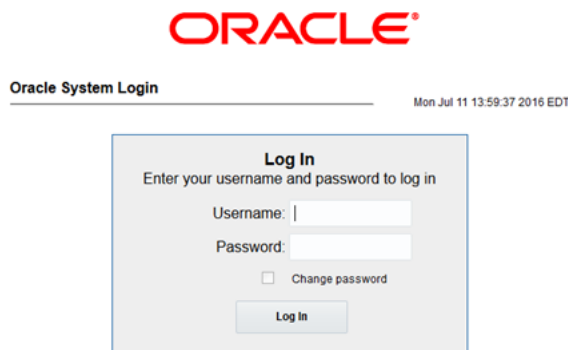 ORACLE®
Oracle System Login
Mon Jul 11 13:59:37 2016 EDT
Log In
Enter your username and password to log in
Username:
Password:
Change password
Log In